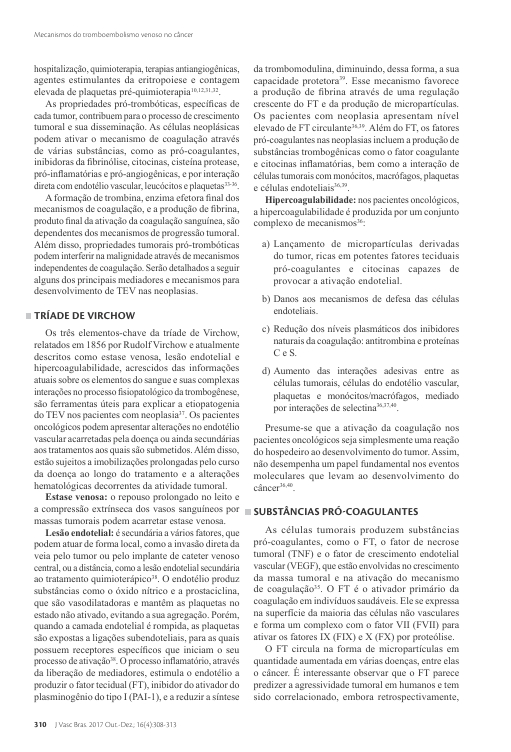 Mecanismos do tromboembolismo venoso no câncer
hospitalização, quimioterapia, terapias antiangiogênicas,
agentes estimulantes da eritropoiese e contagem
elevada de plaquetas pré-quimioterapia10,12,31,32.
As propriedades pró-trombóticas, específicas de
cada tumor, contribuem para o processo de crescimento
tumoral e sua disseminação. As células neoplásicas
podem ativar o mecanismo de coagulação através
de várias substâncias, como as pró-coagulantes,
inibidoras da fibrinólise, citocinas, cisteína protease,
pró-inflamatórias e pró-angiogênicas, e por interação
direta com endotélio vascular, leucócitos e plaquetas33-36.
A formação de trombina, enzima efetora final dos
mecanismos de coagulação, e a produção de fibrina,
produto final da ativação da coagulação sanguínea, são
dependentes dos mecanismos de progressão tumoral.
Além disso, propriedades tumorais pró-trombóticas
podem interferir na malignidade através de mecanismos
independentes de coagulação. Serão detalhados a seguir
alguns dos principais mediadores e mecanismos para
desenvolvimento de TEV nas neoplasias.
TRÍADE DE VIRCHOW
Os três elementos-chave da tríade de Virchow,
relatados em 1856 por Rudolf Virchow e atualmente
descritos como estase venosa, lesão endotelial e
hipercoagulabilidade, acrescidos das informações
atuais sobre os elementos do sangue e suas complexas
interações no processo fisiopatológico da trombogênese,
são ferramentas úteis para explicar a etiopatogenia
do TEV nos pacientes com neoplasia37. Os pacientes
oncológicos podem apresentar alterações no endotélio
vascular acarretadas pela doença ou ainda secundárias
aos tratamentos aos quais são submetidos. Além disso,
estão sujeitos a imobilizações prolongadas pelo curso
da doença ao longo do tratamento e a alterações
hematológicas decorrentes da atividade tumoral.
Estase venosa: o repouso prolongado no leito e
a compressão extrínseca dos vasos sanguíneos por
massas tumorais podem acarretar estase venosa.
Lesão endotelial: é secundária a vários fatores, que
podem atuar de forma local, como a invasão direta da
veia pelo tumor ou pelo implante de cateter venoso
central, ou a distância, como a lesão endotelial secundária
ao tratamento quimioterápico38. O endotélio produz
substâncias como o óxido nítrico e a prostaciclina,
que são vasodilatadoras e mantêm as plaquetas no
estado não ativado, evitando a sua agregação. Porém,
quando a camada endotelial é rompida, as plaquetas
são expostas a ligações subendoteliais, para as quais
possuem receptores específicos que iniciam o seu
processo de ativação38. O processo inflamatório, através
da liberação de mediadores, estimula o endotélio a
produzir o fator tecidual (FT), inibidor do ativador do
plasminogênio do tipo I (PAI-1), e a reduzir a síntese
da trombomodulina, diminuindo, dessa forma, a sua
capacidade protetora39. Esse mecanismo favorece
a produção de fibrina através de uma regulação
crescente do FT e da produção de micropartículas.
Os pacientes com neoplasia apresentam nível
elevado de FT circulante36,39. Além do FT, os fatores
pró-coagulantes nas neoplasias incluem a produção de
substâncias trombogênicas como o fator coagulante
e citocinas inflamatórias, bem como a interação de
células tumorais com monócitos, macrófagos, plaquetas
e células endoteliais36,39.
Hipercoagulabilidade: nos pacientes oncológicos,
a hipercoagulabilidade é produzida por um conjunto
complexo de mecanismos36:
a) Lançamento de micropartículas derivadas
do tumor, ricas em potentes fatores teciduais
pró-coagulantes e citocinas capazes de
provocar a ativação endotelial.
b) Danos aos mecanismos de defesa das células
endoteliais.
c) Redução dos níveis plasmáticos dos inibidores
naturais da coagulação: antitrombina e proteínas
C e S.
d) Aumento das interações adesivas entre as
células tumorais, células do endotélio vascular,
plaquetas e monócitos/macrófagos, mediado
por interações de selectina36,37,40.
Presume-se que a ativação da coagulação nos
pacientes oncológicos seja simplesmente uma reação
do hospedeiro ao desenvolvimento do tumor. Assim,
não desempenha um papel fundamental nos eventos
moleculares que levam ao desenvolvimento do
câncer36,40.
SUBSTÂNCIAS PRÓ-COAGULANTES
As células tumorais produzem substâncias
pró-coagulantes, como o FT, o fator de necrose
tumoral (TNF) e o fator de crescimento endotelial
vascular (VEGF), que estão envolvidas no crescimento
da massa tumoral e na ativação do mecanismo
de coagulação35. O FT é o ativador primário da
coagulação em indivíduos saudáveis. Ele se expressa
na superfície da maioria das células não vasculares
e forma um complexo com o fator VII (FVII) para
ativar os fatores IX (FIX) e X (FX) por proteólise.
O FT circula na forma de micropartículas em
quantidade aumentada em várias doenças, entre elas
o câncer. É interessante observar que o FT parece
predizer a agressividade tumoral em humanos e tem
sido correlacionado, embora retrospectivamente,
310 J Vasc Bras. 2017 Out.-Dez.; 16(4):308-313